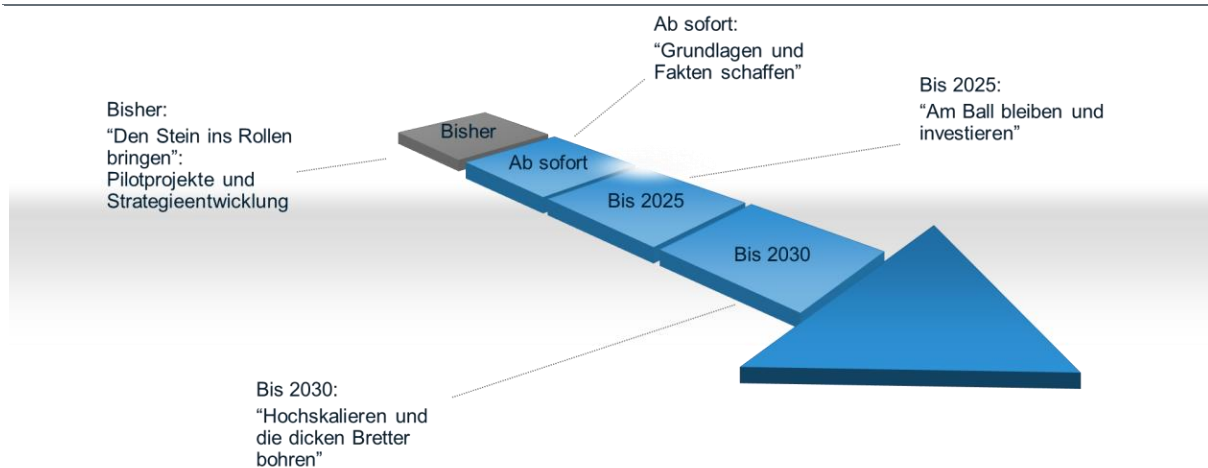 Ab sofort:
“Grundlagen und
Fakten schaffen”
Bis 2025:
“Am Ball bleiben und
investieren”
Bisher:
“Den Stein ins Rollen
bringen”:
Pilotprojekte und
Strategieentwicklung
Bisher
Ab sofort
Bis 2025
Bis 2030
Bis 2030:
“Hochskalieren und
die dicken Bretter
bohren”